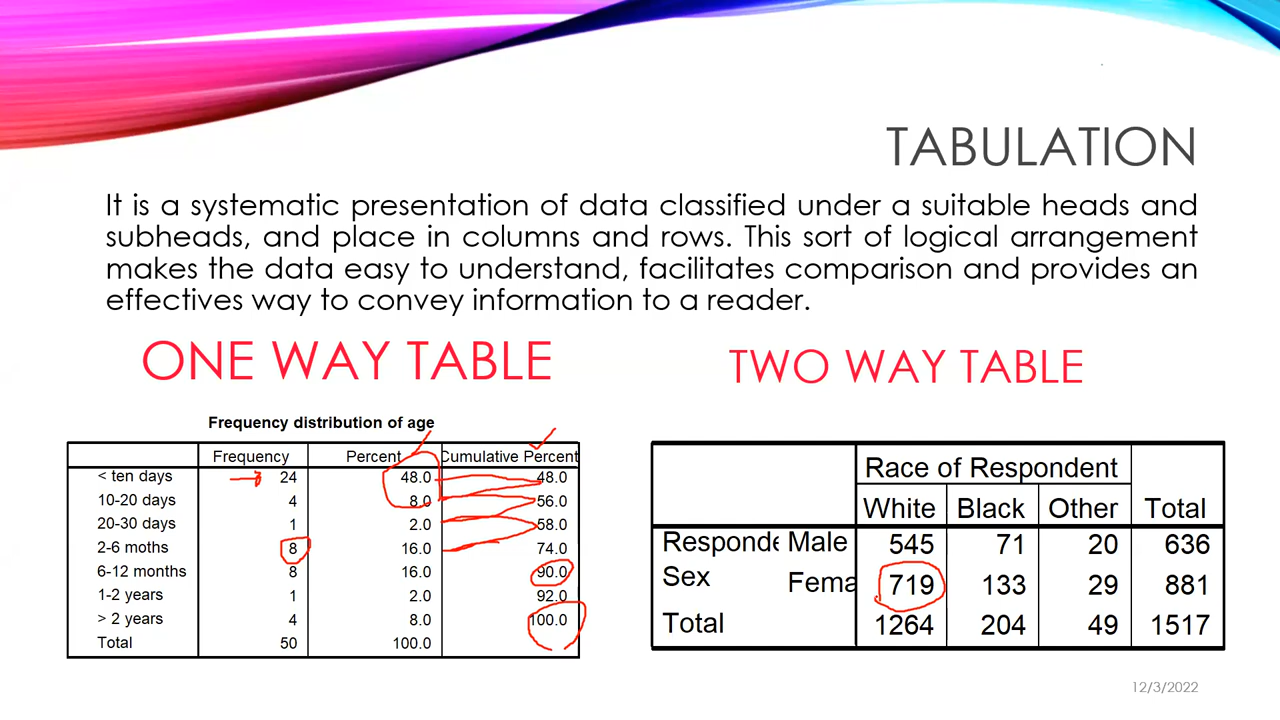 TABULATION
It is a systematic presentation of data classified under a suitable heads and
subheads, and place in columns and rows. This sort of logical arrangement
makes the data easy to understand, facilitates comparison and provides an
effectives way to convey information to a reader.
ONE WAY TABLE
Frequency distribution of age
Frequency Percent Cumulative Percent
< ten days 24 48.0 48.0
10-20 days 4 8.0 56.0
20-30 days 1 2.0 58.0
2-6 moths 8 16.0 74.0
6-12 months 8 16.0 90.0
1-2 years 1 2.0 92.0
> 2 years 4 8.0 100.0
Total 50 100.0
TWO WAY TABLE
Race of Respondent
White Black Other Total
Responde Male 545 71 20 636
Sex Fema 719 133 29 881
Total 1264 204 49 1517
12/3/2022